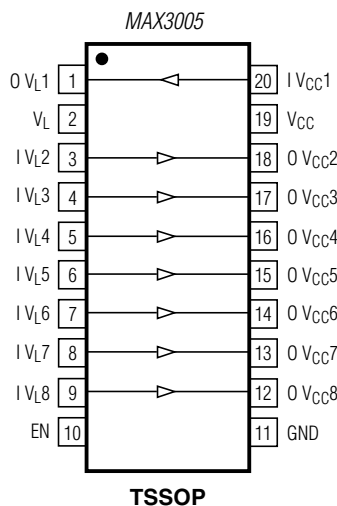 MAX3005
O VL1 1 20 I VCC1
VL 2 19 VCC
I VL2 3 18 O VCC2
I VL3 4 17 O VCC3
I VL4 5 16 O VCC4
I VL5 6 15 O VCC5
I VL6 7 14 O VCC6
I VL7 8 13 O VCC7
I VL8 9 12 O VCC8
EN 10 11 GND
TSSOP